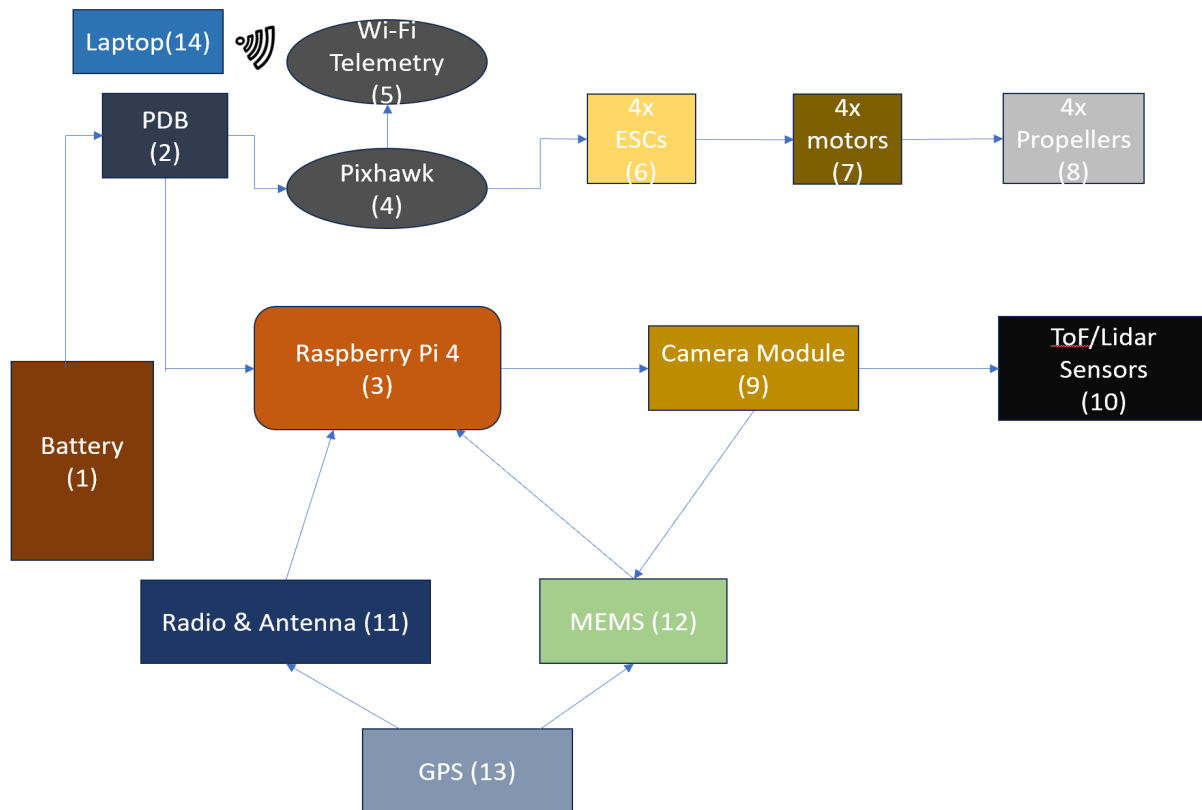 Laptop(14)
Wi-Fi
Telemetry
(5)
PDB
(2)
Pixhawk
(4)
4x
ESCs
(6)
4x
motors
(7)
4x
Propellers
(8)
Battery
(1)
Raspberry Pi 4
(3)
Camera Module
(9)
ToF/Lidar
Sensors
(10)
Radio & Antenna (11)
MEMS (12)
GPS (13)